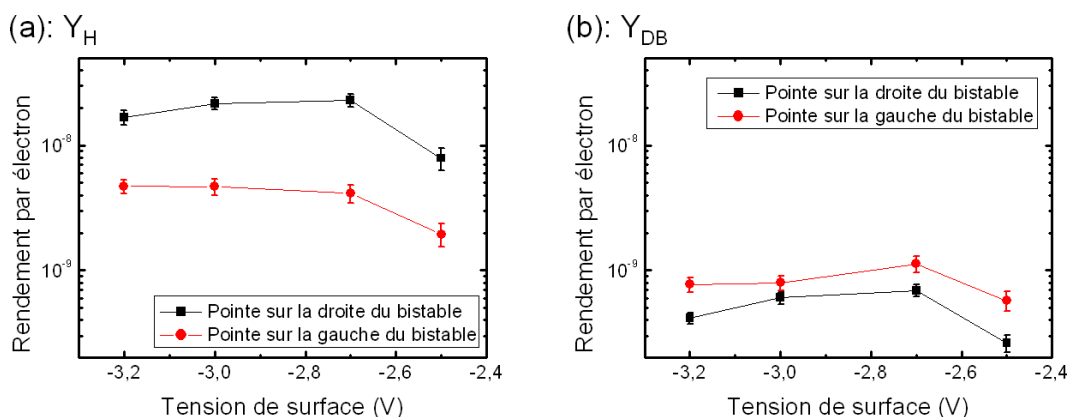 (a): Y_H
Rendement par électron
10^-8
10^-9
Pointe sur la droite du bistable
Pointe sur la gauche du bistable
-3,2 -3,0 -2,8 -2,6 -2,4
Tension de surface (V)
(b): Y_DB
Rendement par électron
Pointe sur la droite du bistable
Pointe sur la gauche du bistable
10^-8
10^-9
-3,2 -3,0 -2,8 -2,6 -2,4
Tension de surface (V)